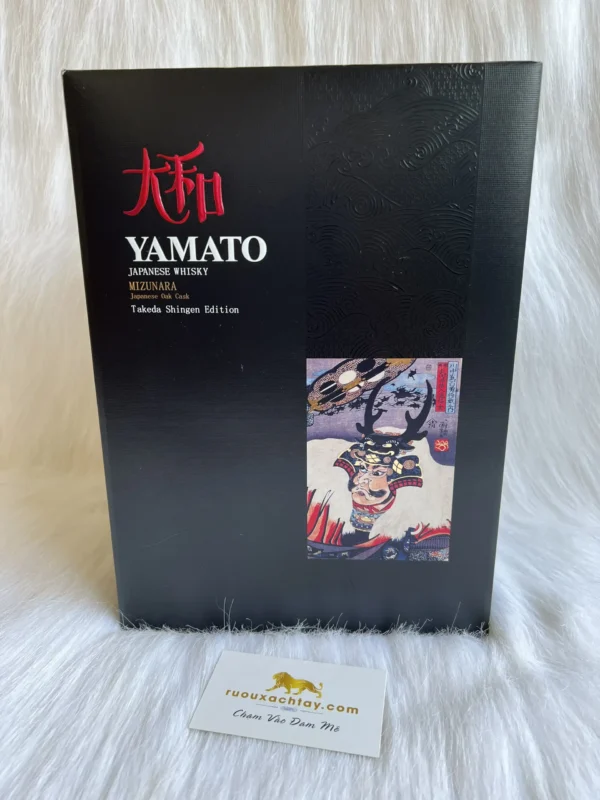 大和
YAMATO
JAPANESE WHISKY
MIZUNARA
Japanese Oak Cask
Takeda Shingen Edition
ruouxachtay.com
Chạm Vào Đam Mê